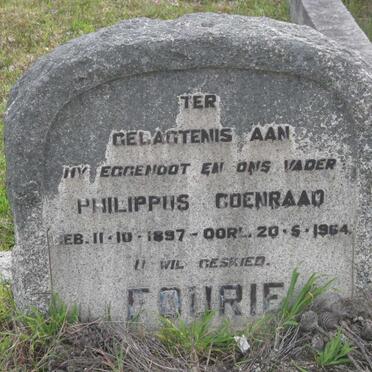 TER
GEDAGTENIS AAN
MY EGGENOOT EN ONS VADER
PHILIPPUS COENRAAD
GEB. 11-10-1897-OORL. 20-5-1964.
U WIL GESKIED.
FOURIE